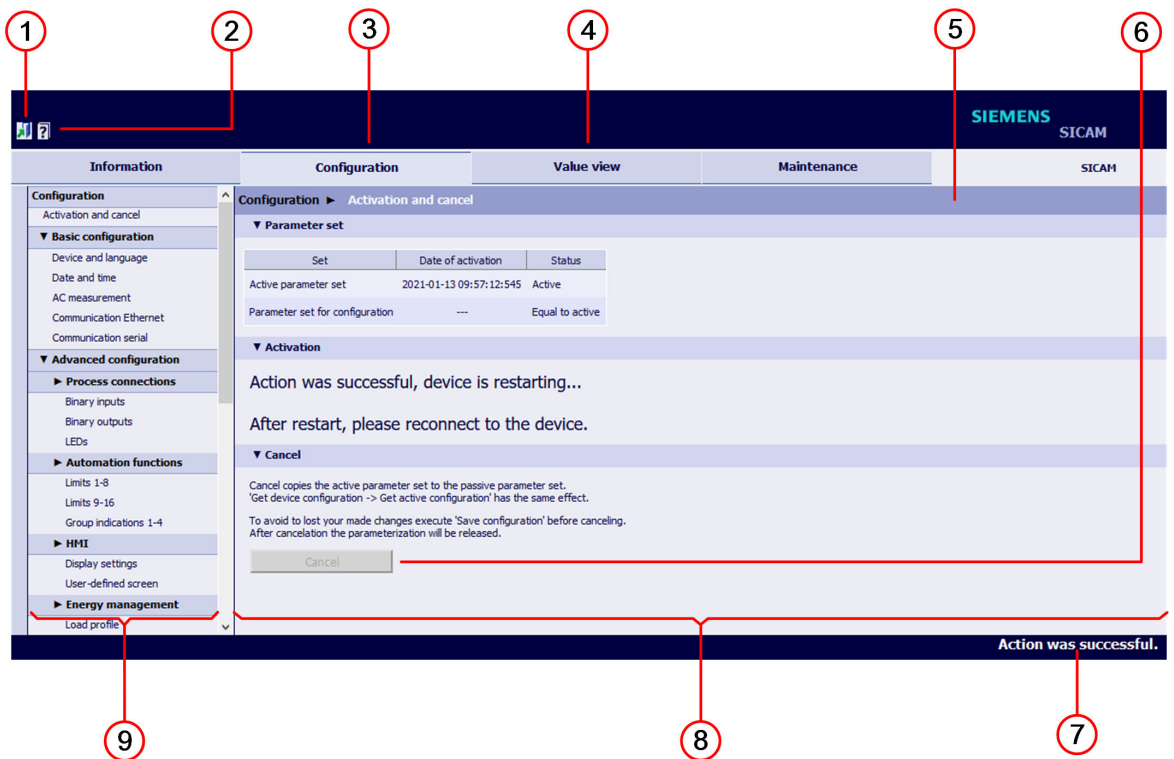 1 2 3 4 5 6
SIEMENS
SICAM
?
Information Configuration Value view Maintenance SICAM
Configuration
Activation and cancel
▼ Basic configuration
Device and language
Date and time
AC measurement
Communication Ethernet
Communication serial
▼ Advanced configuration
► Process connections
Binary inputs
Binary outputs
LEDs
► Automation functions
Limits 1-8
Limits 9-16
Group indications 1-4
► HMI
Display settings
User-defined screen
► Energy management
Load profile
Configuration ► Activation and cancel
▼ Parameter set
Set Date of activation Status
Active parameter set 2021-01-13 09:57:12:545 Active
Parameter set for configuration --- Equal to active
▼ Activation
Action was successful, device is restarting...
After restart, please reconnect to the device.
▼ Cancel
Cancel copies the active parameter set to the passive parameter set.
'Get device configuration -> Get active configuration' has the same effect.
To avoid to lost your made changes execute 'Save configuration' before canceling.
After cancelation the parameterization will be released.
Cancel
Action was successful.
9 8 7